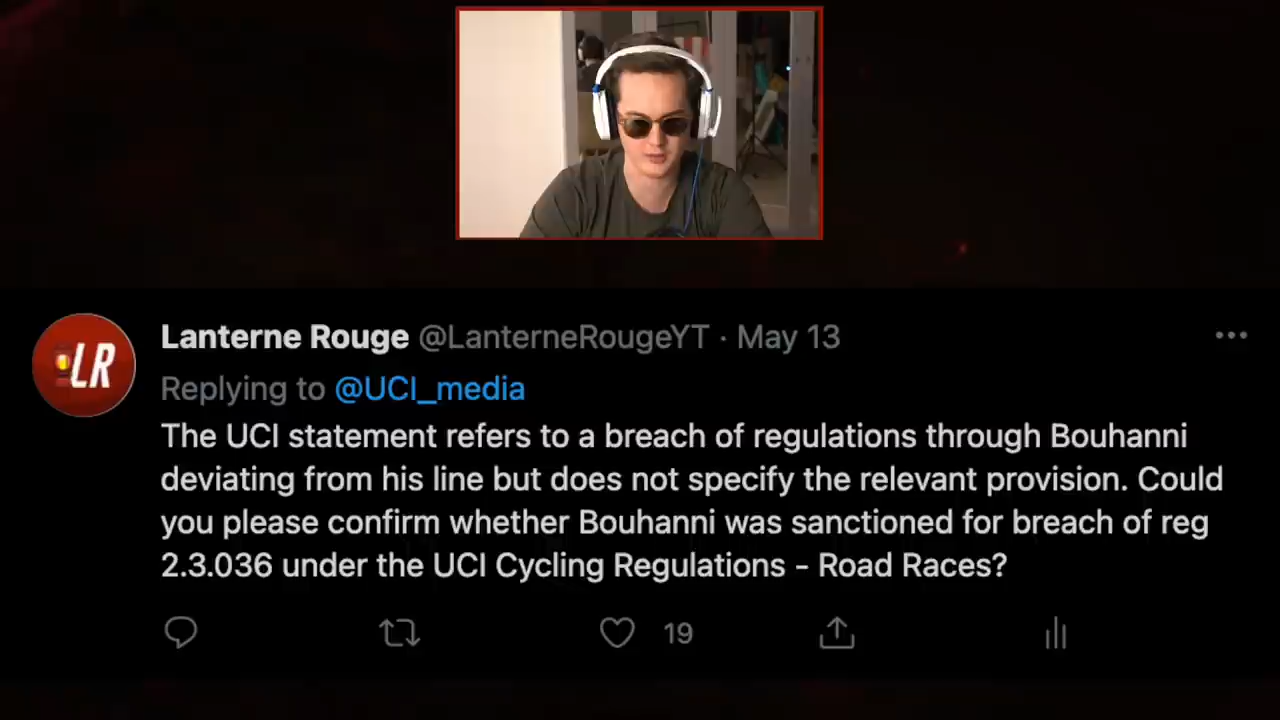 LR
Lanterne Rouge @LanterneRougeYT · May 13
Replying to @UCI_media
The UCI statement refers to a breach of regulations through Bouhanni
deviating from his line but does not specify the relevant provision. Could
you please confirm whether Bouhanni was sanctioned for breach of reg
2.3.036 under the UCI Cycling Regulations - Road Races?
19